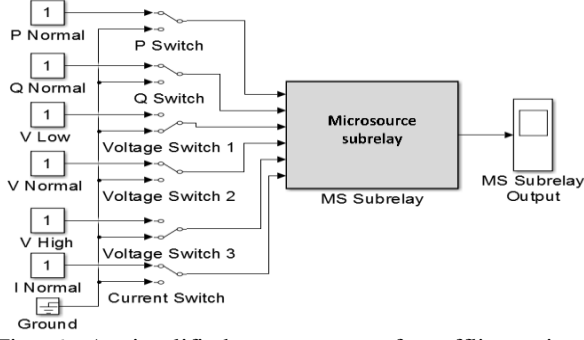 1
P Normal
P Switch
1
Q Normal
Q Switch
1
V Low
Voltage Switch 1
1
V Normal
Voltage Switch 2
1
V High
Voltage Switch 3
1
I Normal
Current Switch
Ground
Microsource
subrelay
MS Subrelay
MS Subrelay
Output